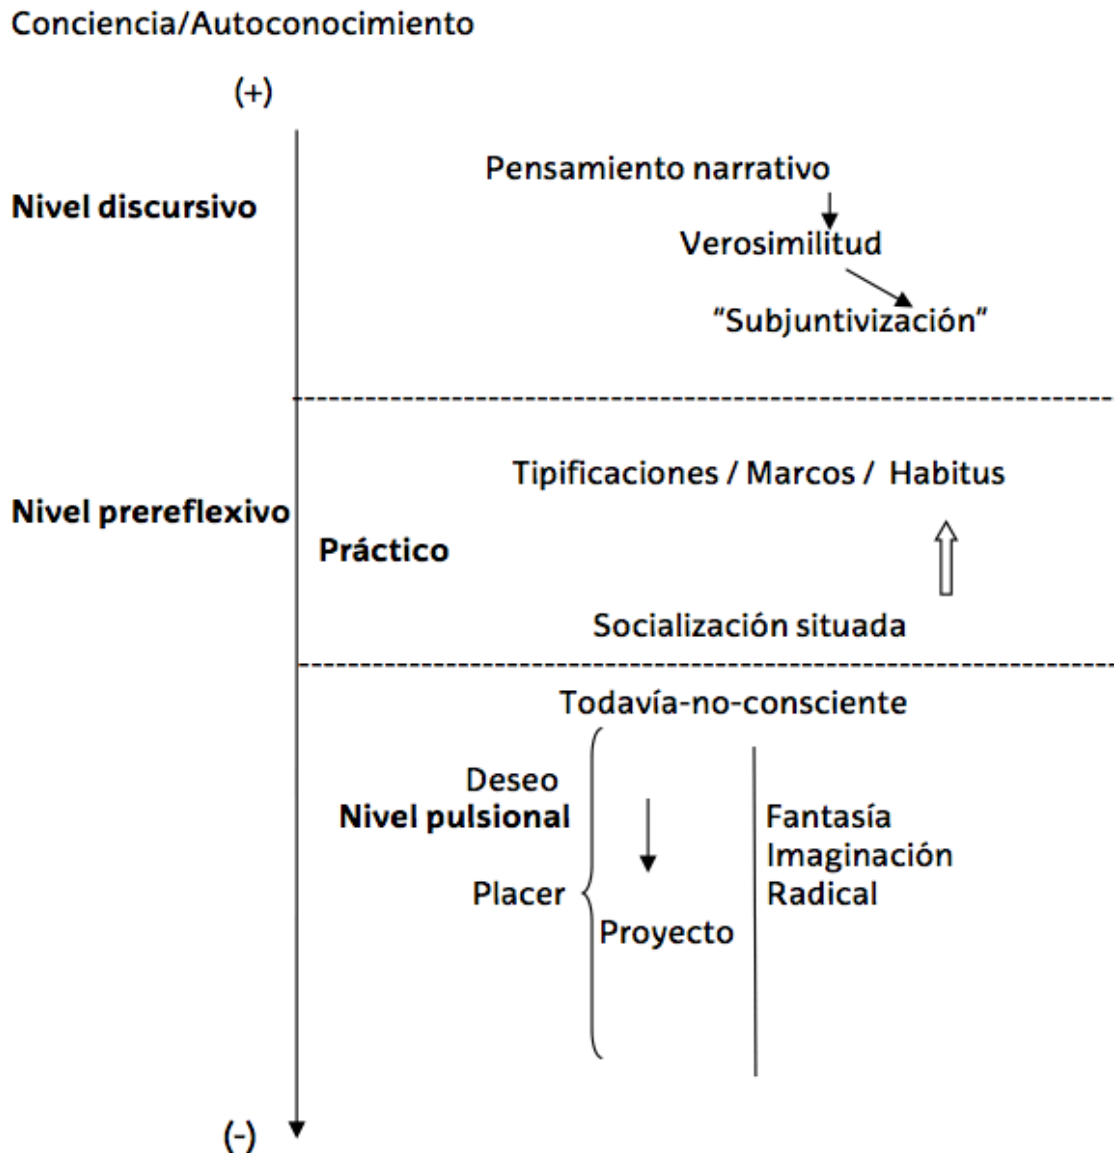 Conciencia/Autoconocimiento
(+)
Pensamiento narrativo
Nivel discursivo
Verosimilitud
"Subjuntivización"
Tipificaciones / Marcos / Habitus
Nivel prereflexivo
Práctico
Socialización situada
Todavía-no-consciente
Deseo
Nivel pulsional
Fantasía
Imaginación
Placer
Radical
Proyecto
(-)